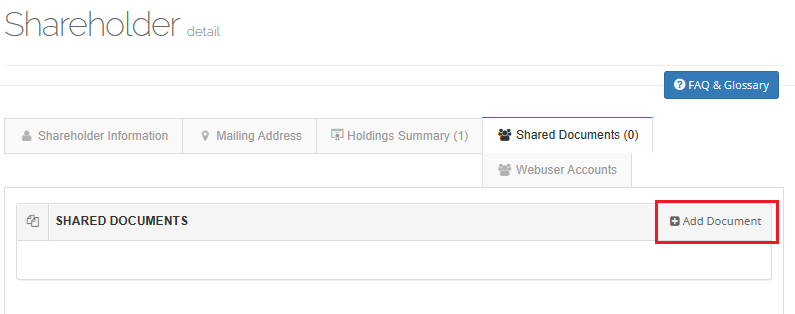 Shareholder detail
FAQ & Glossary
Shareholder Information
Mailing Address
Holdings Summary (1)
Shared Documents (0)
Webuser Accounts
SHARED DOCUMENTS
Add Document